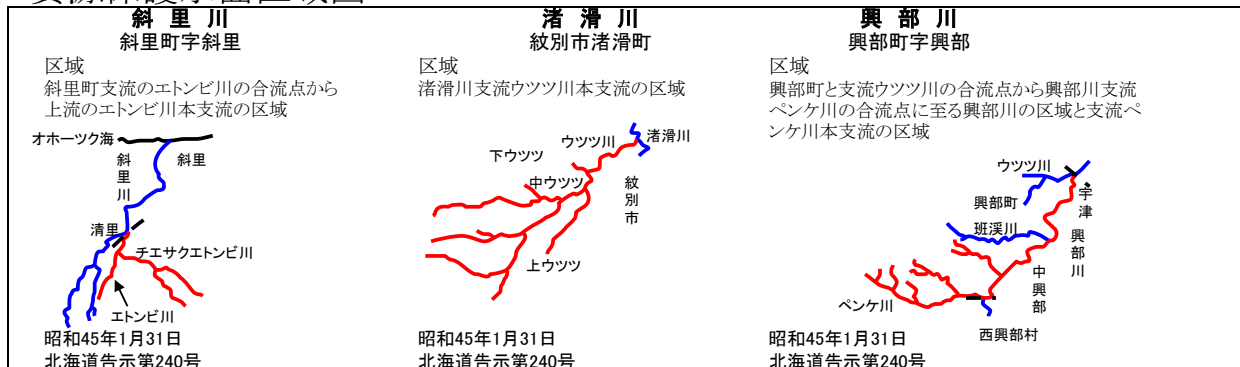 斜里川
斜里町字斜里
区域
斜里町支流のエトンビ川の合流点から
上流のエトンビ川本支流の区域
オホーツク海
斜里川
斜里
清里
チエサクエトンビ川
エトンビ川
昭和45年1月31日
北海道告示第240号
渚滑川
紋別市渚滑町
区域
渚滑川支流ウツツ川本支流の区域
ウツツ川
渚滑川
下ウツツ
中ウツツ
紋別市
上ウツツ
昭和45年1月31日
北海道告示第240号
興部川
興部町字興部
区域
興部町と支流ウツツ川の合流点から興部川支流
ペンケ川の合流点に至る興部川の区域と支流ペ
ンケ川本支流の区域
ウツツ川
宇津
興部町
班渓川
興部川
中興部
ペンケ川
西興部村
昭和45年1月31日
北海道告示第240号